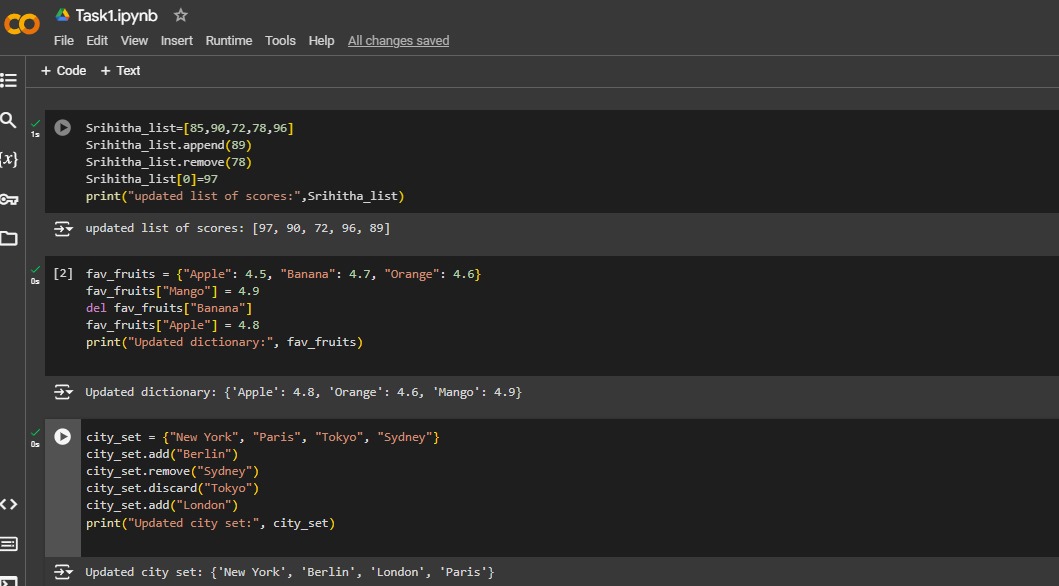 Task1.ipynb
File Edit View Insert Runtime Tools Help All changes saved
+ Code + Text
1s
Srihitha_list=[85,90,72,78,96]
Srihitha_list.append(89)
Srihitha_list.remove(78)
Srihitha_list[0]=97
print("updated list of scores:",Srihitha_list)
updated list of scores: [97, 90, 72, 96, 89]
0s
[2] fav_fruits = {"Apple": 4.5, "Banana": 4.7, "Orange": 4.6}
fav_fruits["Mango"] = 4.9
del fav_fruits["Banana"]
fav_fruits["Apple"] = 4.8
print("Updated dictionary:", fav_fruits)
Updated dictionary: {'Apple': 4.8, 'Orange': 4.6, 'Mango': 4.9}
0s
city_set = {"New York", "Paris", "Tokyo", "Sydney"}
city_set.add("Berlin")
city_set.remove("Sydney")
city_set.discard("Tokyo")
city_set.add("London")
print("Updated city set:", city_set)
Updated city set: {'New York', 'Berlin', 'London', 'Paris'}